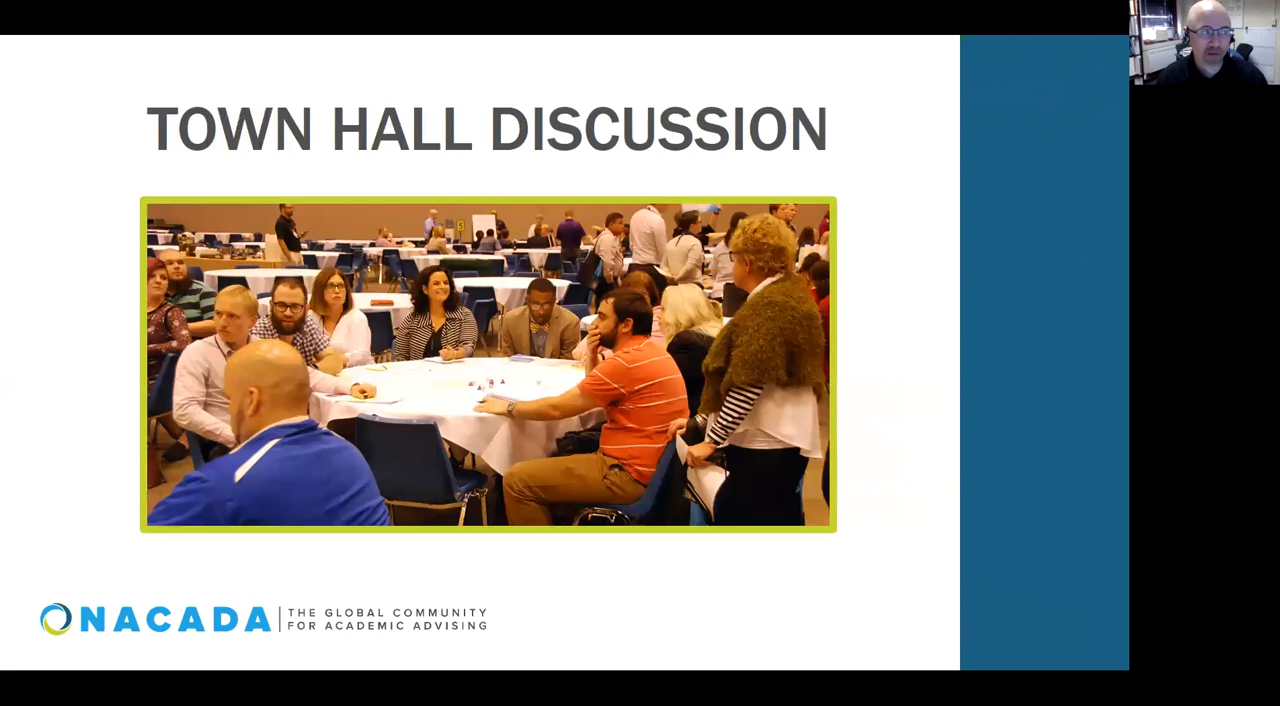 TOWN HALL DISCUSSION
NACADA
THE GLOBAL COMMUNITY
FOR ACADEMIC ADVISING